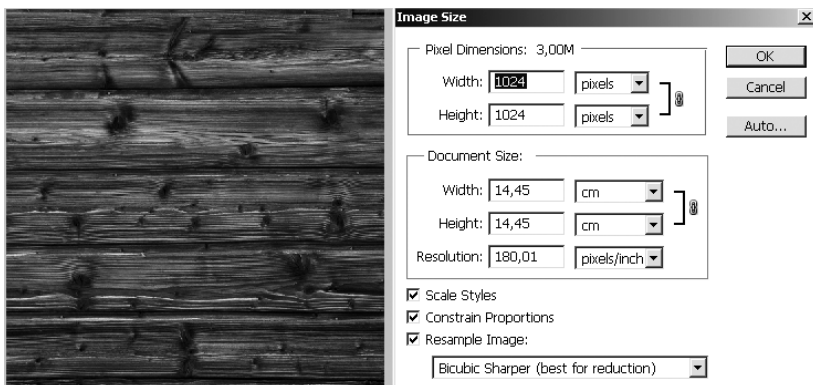 Image Size
Pixel Dimensions: 3,00M
Width: 1024 pixels
Height: 1024 pixels
OK
Cancel
Auto...
Document Size:
Width: 14,45 cm
Height: 14,45 cm
Resolution: 180,01 pixels/inch
Scale Styles
Constrain Proportions
Resample Image:
Bicubic Sharper (best for reduction)